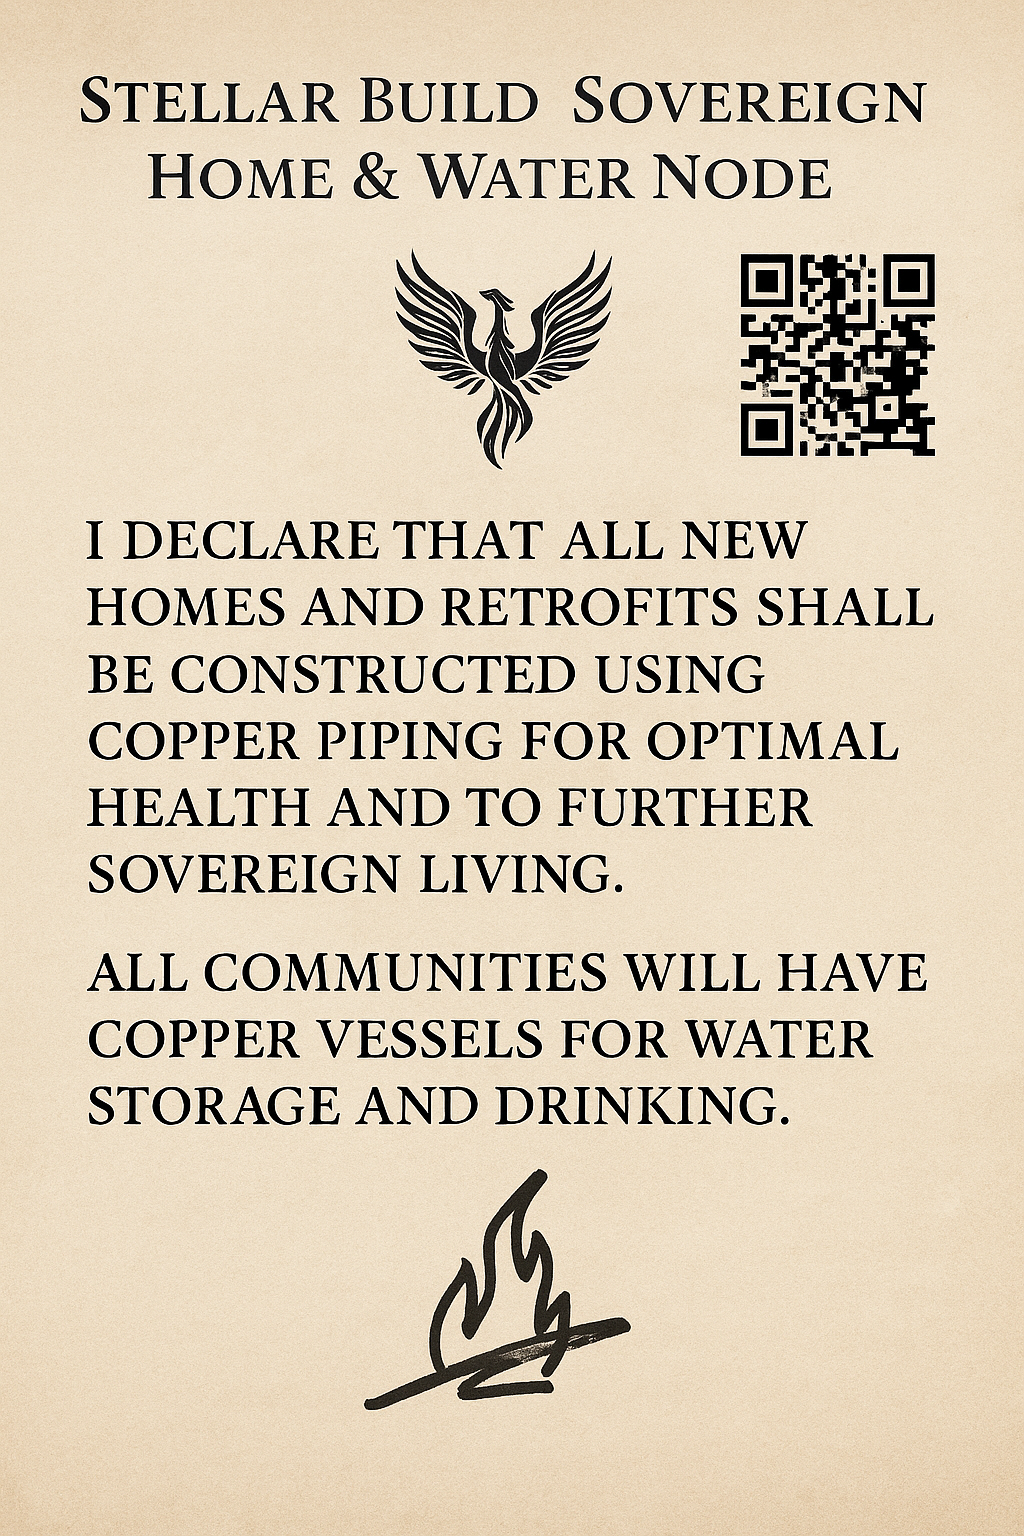 STELLAR BUILD SOVEREIGN
HOME & WATER NODE
I DECLARE THAT ALL NEW
HOMES AND RETROFITS SHALL
BE CONSTRUCTED USING
COPPER PIPING FOR OPTIMAL
HEALTH AND TO FURTHER
SOVEREIGN LIVING.
ALL COMMUNITIES WILL HAVE
COPPER VESSELS FOR WATER
STORAGE AND DRINKING.